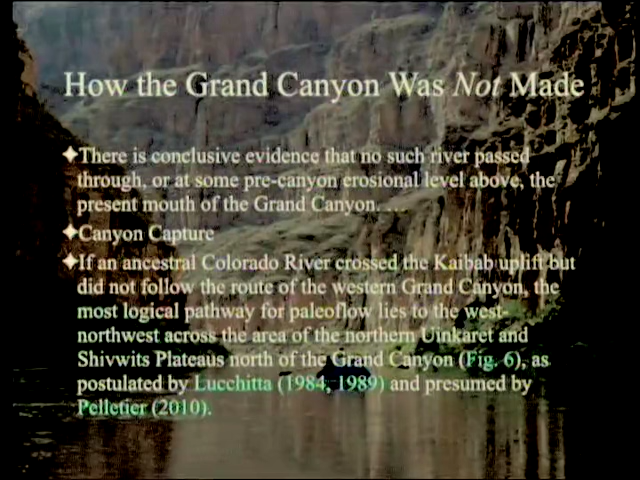 How the Grand Canyon Was Not Made
✦There is conclusive evidence that no such river passed
through, or at some pre-canyon erosional level above, the
present mouth of the Grand Canyon. …
✦Canyon Capture
✦If an ancestral Colorado River crossed the Kaibab uplift but
did not follow the route of the western Grand Canyon, the
most logical pathway for paleoflow lies to the west-
northwest across the area of the northern Uinkaret and
Shivwits Plateaus north of the Grand Canyon (Fig. 6), as
postulated by Lucchitta (1984, 1989) and presumed by
Pelletier (2010).